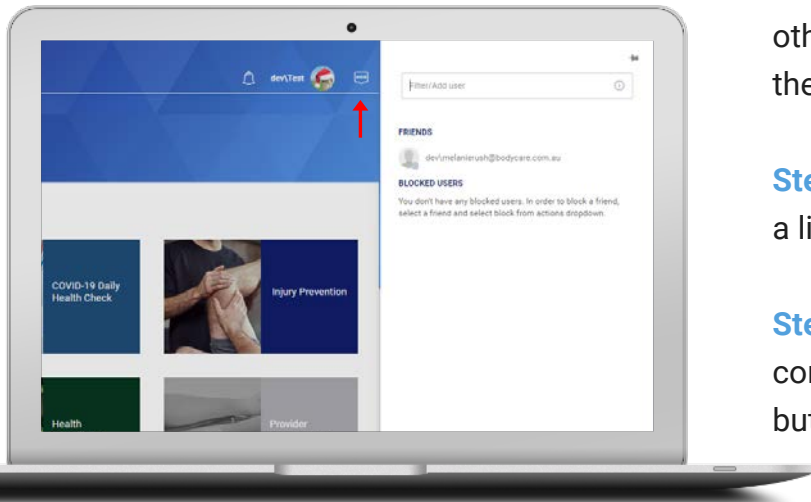 dev\Test
Filter/Add user
FRIENDS
dev\melanierush@bodycare.com.au
BLOCKED USERS
You don't have any blocked users. In order to block a friend,
select a friend and select block from actions dropdown.
COVID-19 Daily
Health Check
Injury Prevention
Health
Provider
oth
the
Ste
a li
Ste
cor
but